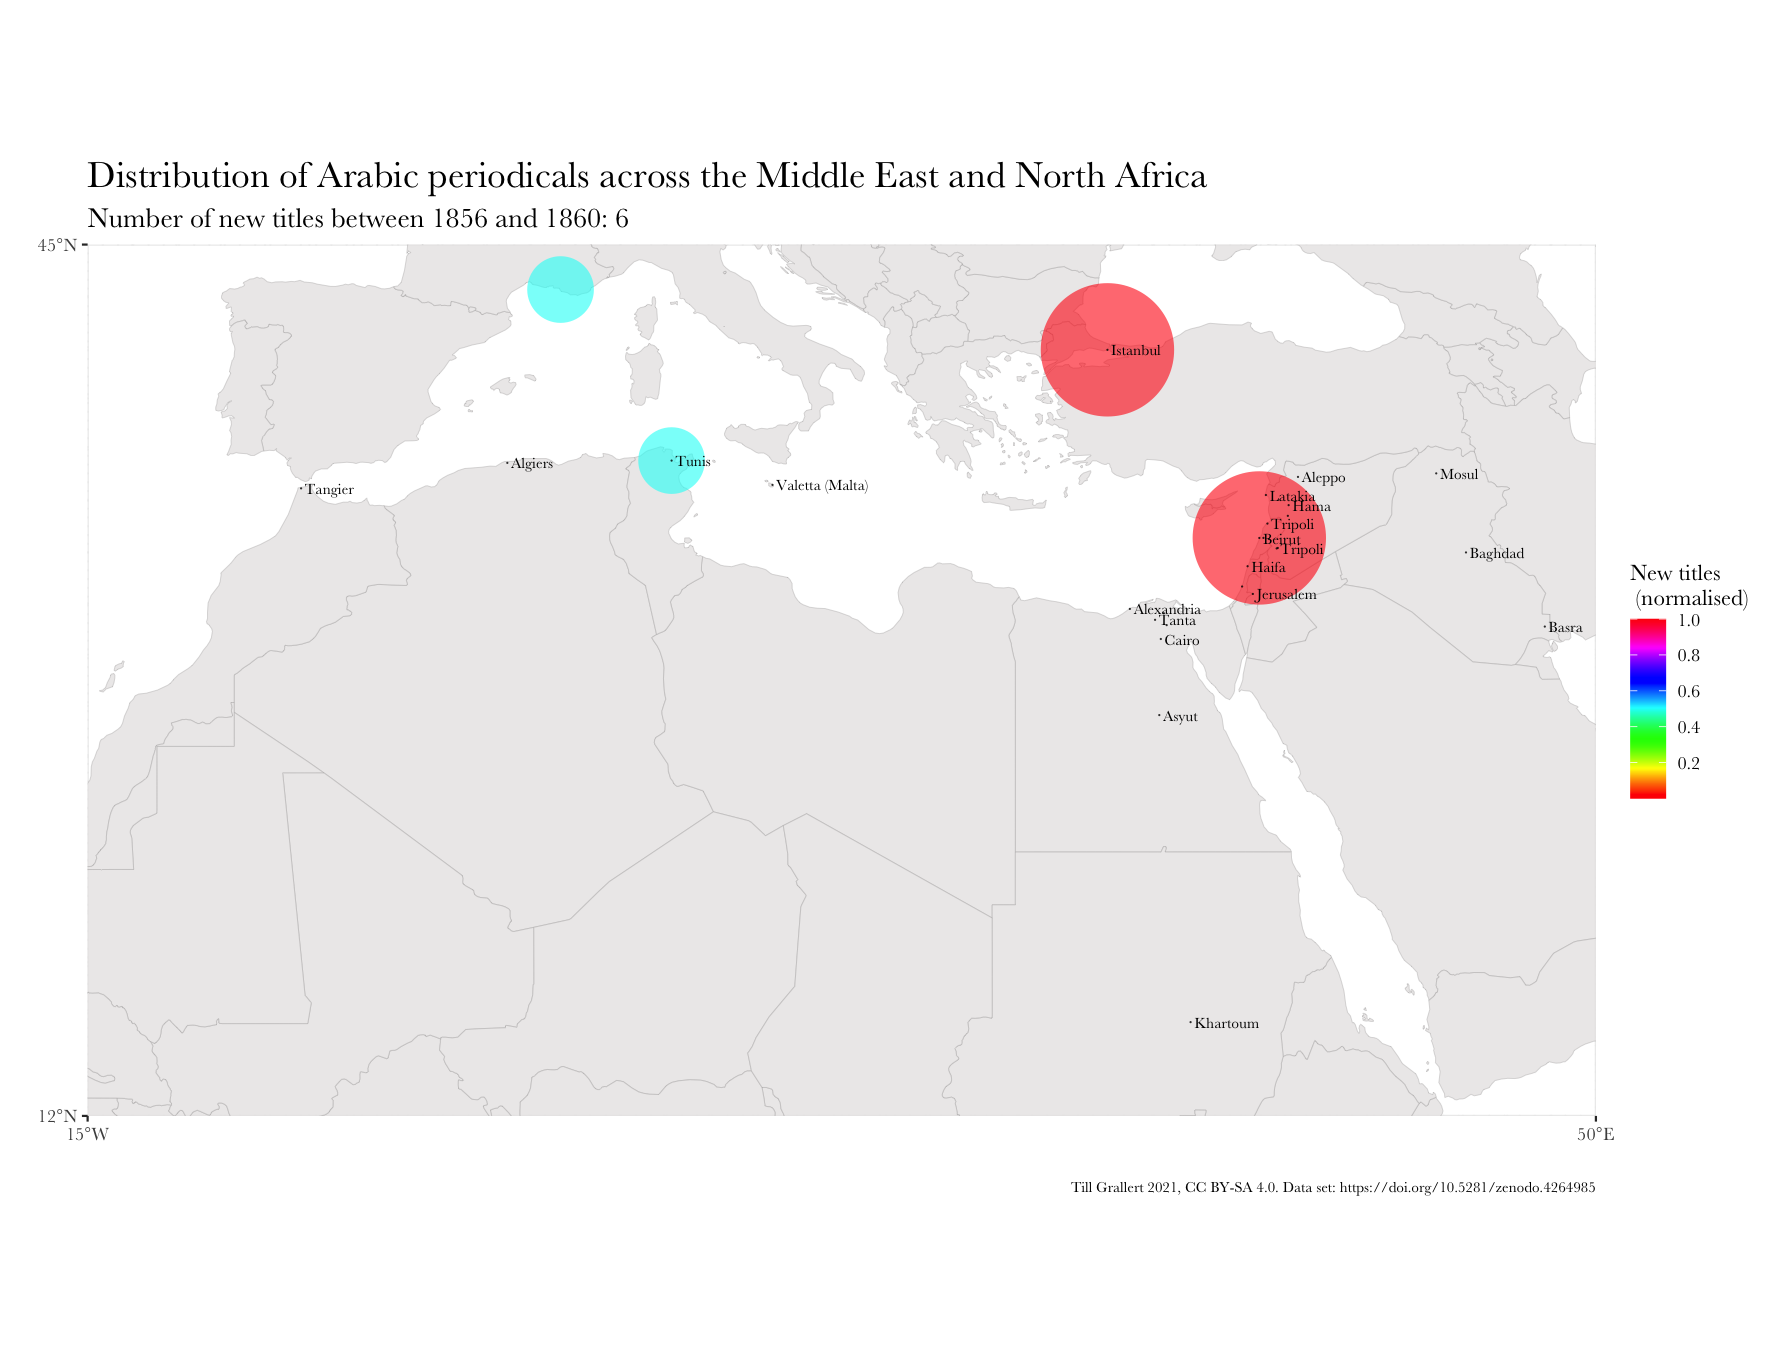 Distribution of Arabic periodicals across the Middle East and North Africa
Number of new titles between 1856 and 1860: 6
45°N
Istanbul
Algiers
Tunis
Tangier
Valetta (Malta)
Aleppo
Mosul
Latakia
Hama
Tripoli
Beirut
Tripoli
Baghdad
Haifa
Jerusalem
Alexandria
Tanta
Cairo
Basra
Asyut
Khartoum
New titles
(normalised)
1.0
0.8
0.6
0.4
0.2
12°N
15°W
50°E
Till Grallert 2021, CC BY-SA 4.0. Data set: https://doi.org/10.5281/zenodo.4264985